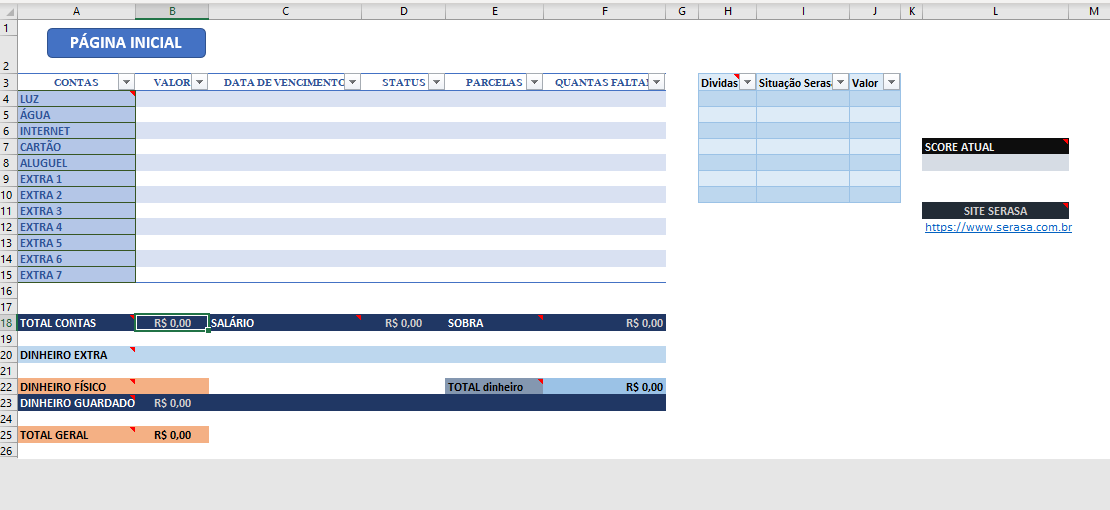 A B C D E F G H I J K L M
1
PÁGINA INICIAL
2
3 CONTAS VALOR DATA DE VENCIMENTO STATUS PARCELAS QUANTAS FALTAM Dividas Situação Seras Valor
4 LUZ
5 ÁGUA
6 INTERNET
7 CARTÃO SCORE ATUAL
8 ALUGUEL
9 EXTRA 1
10 EXTRA 2
11 EXTRA 3 SITE SERASA
12 EXTRA 4 https://www.serasa.com.br
13 EXTRA 5
14 EXTRA 6
15 EXTRA 7
16
17
18 TOTAL CONTAS R$ 0,00 SALÁRIO R$ 0,00 SOBRA R$ 0,00
19
20 DINHEIRO EXTRA
21
22 DINHEIRO FÍSICO TOTAL dinheiro R$ 0,00
23 DINHEIRO GUARDADO R$ 0,00
24
25 TOTAL GERAL R$ 0,00
26